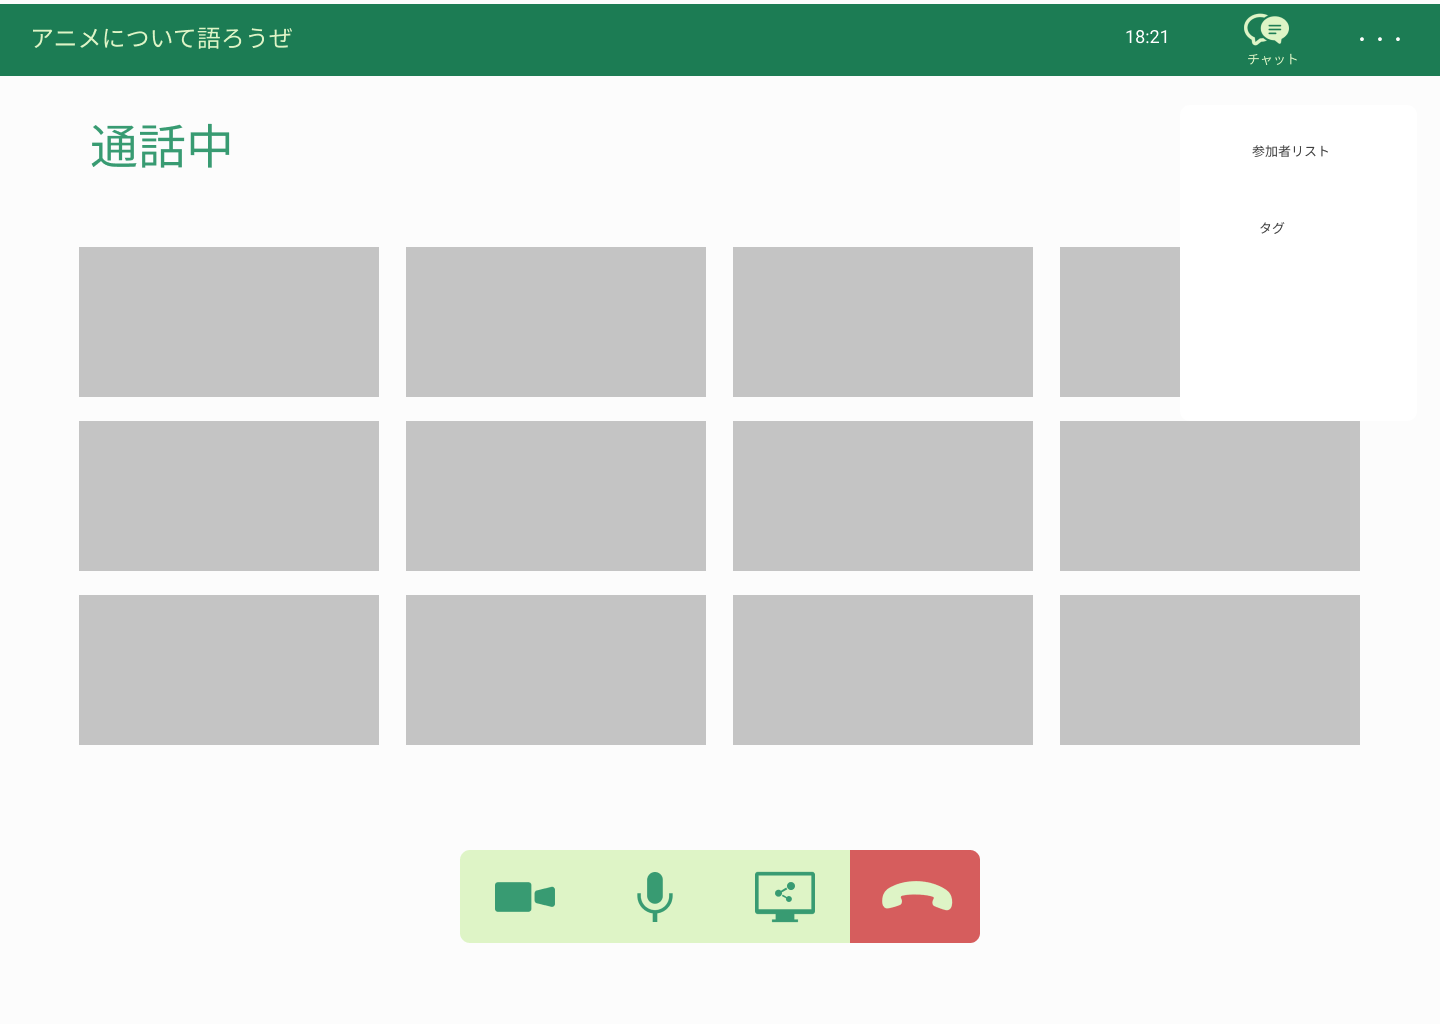 アニメについて語ろうぜ
18:21
チャット
通話中
参加者リスト
タグ